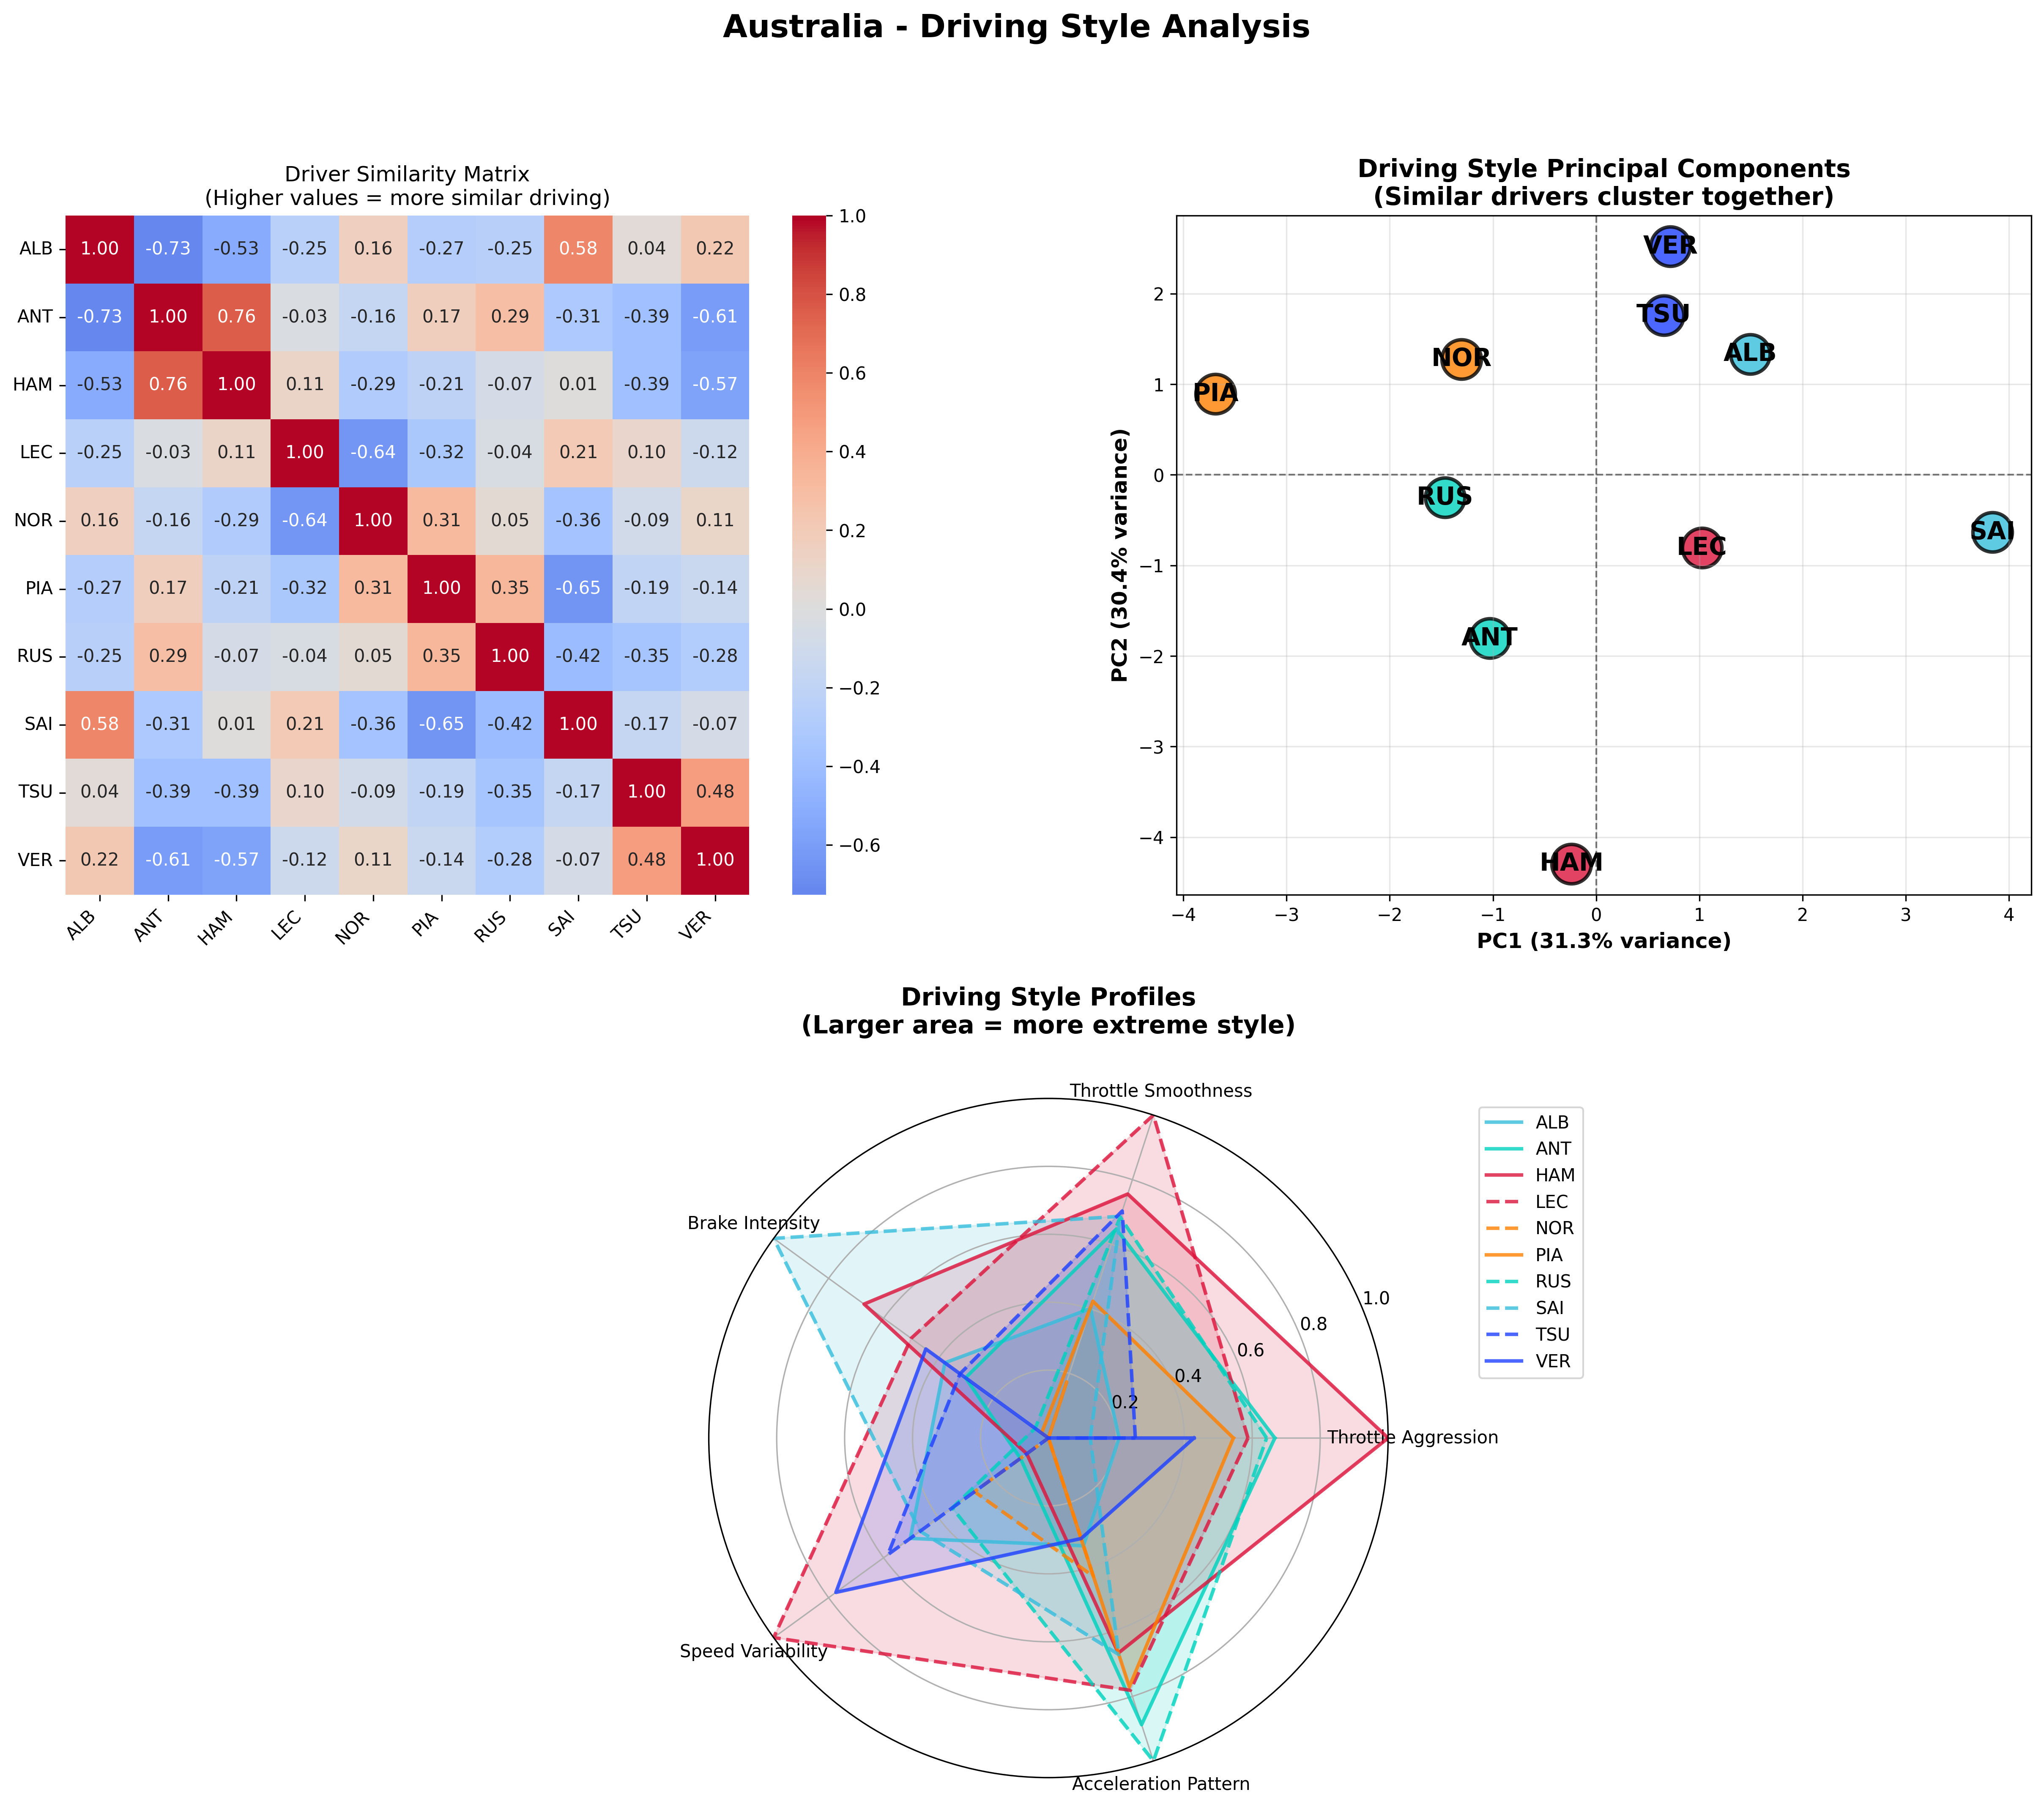 Australia - Driving Style Analysis
Driver Similarity Matrix
(Higher values = more similar driving)
ALB 1.00 -0.73 -0.53 -0.25 0.16 -0.27 -0.25 0.58 0.04 0.22
ANT -0.73 1.00 0.76 -0.03 -0.16 0.17 0.29 -0.31 -0.39 -0.61
HAM -0.53 0.76 1.00 0.11 -0.29 -0.21 -0.07 0.01 -0.39 -0.57
LEC -0.25 -0.03 0.11 1.00 -0.64 -0.32 -0.04 0.21 0.10 -0.12
NOR 0.16 -0.16 -0.29 -0.64 1.00 0.31 0.05 -0.36 -0.09 0.11
PIA -0.27 0.17 -0.21 -0.32 0.31 1.00 0.35 -0.65 -0.19 -0.14
RUS -0.25 0.29 -0.07 -0.04 0.05 0.35 1.00 -0.42 -0.35 -0.28
SAI 0.58 -0.31 0.01 0.21 -0.36 -0.65 -0.42 1.00 -0.17 -0.07
TSU 0.04 -0.39 -0.39 0.10 -0.09 -0.19 -0.35 -0.17 1.00 0.48
VER 0.22 -0.61 -0.57 -0.12 0.11 -0.14 -0.28 -0.07 0.48 1.00
ALB ANT HAM LEC NOR PIA RUS SAI TSU VER
1.0
0.8
0.6
0.4
0.2
0.0
−0.2
−0.4
−0.6
Driving Style Principal Components
(Similar drivers cluster together)
PC2 (30.4% variance)
2
1
0
−1
−2
−3
−4
VER
TSU
ALB
NOR
PIA
RUS
SAI
LEC
ANT
HAM
−4 −3 −2 −1 0 1 2 3 4
PC1 (31.3% variance)
Driving Style Profiles
(Larger area = more extreme style)
Throttle Smoothness
Brake Intensity
Throttle Aggression
Speed Variability
Acceleration Pattern
1.0
0.8
0.6
0.4
0.2
ALB
ANT
HAM
LEC
NOR
PIA
RUS
SAI
TSU
VER